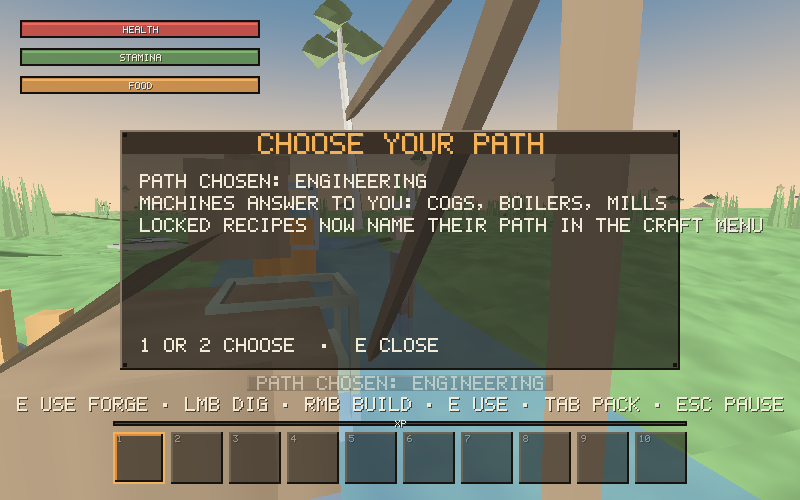 HEALTH
STAMINA
FOOD
CHOOSE YOUR PATH
PATH CHOSEN: ENGINEERING
MACHINES ANSWER TO YOU: COGS, BOILERS, MILLS
LOCKED RECIPES NOW NAME THEIR PATH IN THE CRAFT MENU
1 OR 2 CHOOSE · E CLOSE
PATH CHOSEN: ENGINEERING
E USE FORGE · LMB DIG · RMB BUILD · E USE · TAB PACK · ESC PAUSE
XP
1 2 3 4 5 6 7 8 9 10